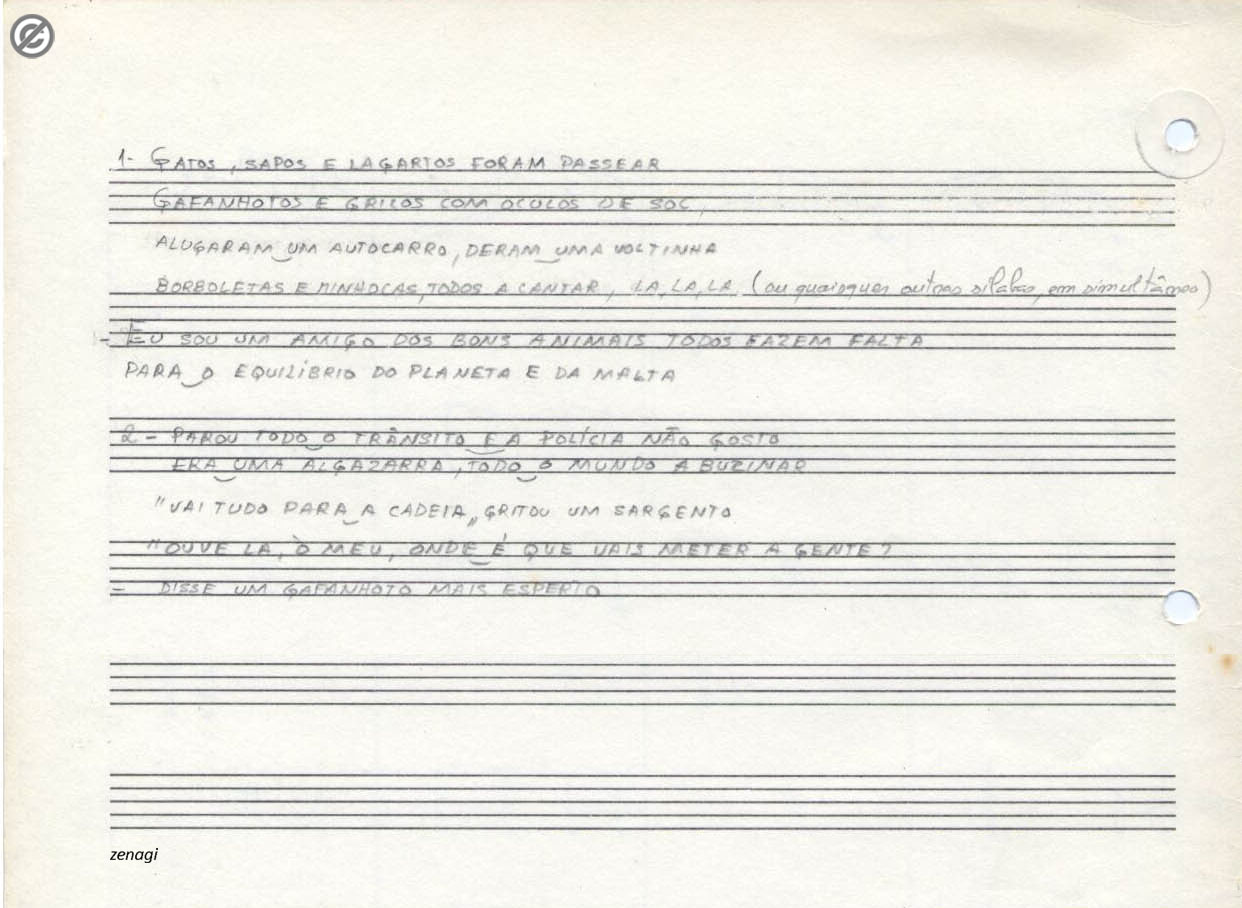 1- GATOS, SAPOS E LAGARTOS FORAM PASSEAR
GAFANHOTOS E GRILOS COM OCULOS DE SOL,
ALUGARAM UM AUTOCARRO, DERAM UMA VOLTINHA
BORBOLETAS E MINHOCAS, TODOS A CANTAR, LA, LA, LA (ou quaisquer outras silabas, em simultâneo)
- EU SOU UM AMIGO DOS BONS ANIMAIS TODOS FAZEM FALTA
PARA O EQUILÍBRIO DO PLANETA E DA MALTA
2- PAROU TODO O TRÂNSITO E A POLÍCIA NÃO GOSTO
ERA UMA ALGAZARRA, TODO O MUNDO A BUZINAR
"VAI TUDO PARA A CADEIA„ GRITOU UM SARGENTO
"OUVE LA, Ò MEU, ONDE É QUE VAIS METER A GENTE?
- DISSE UM GAFANHOTO MAIS ESPERTO
zenagi